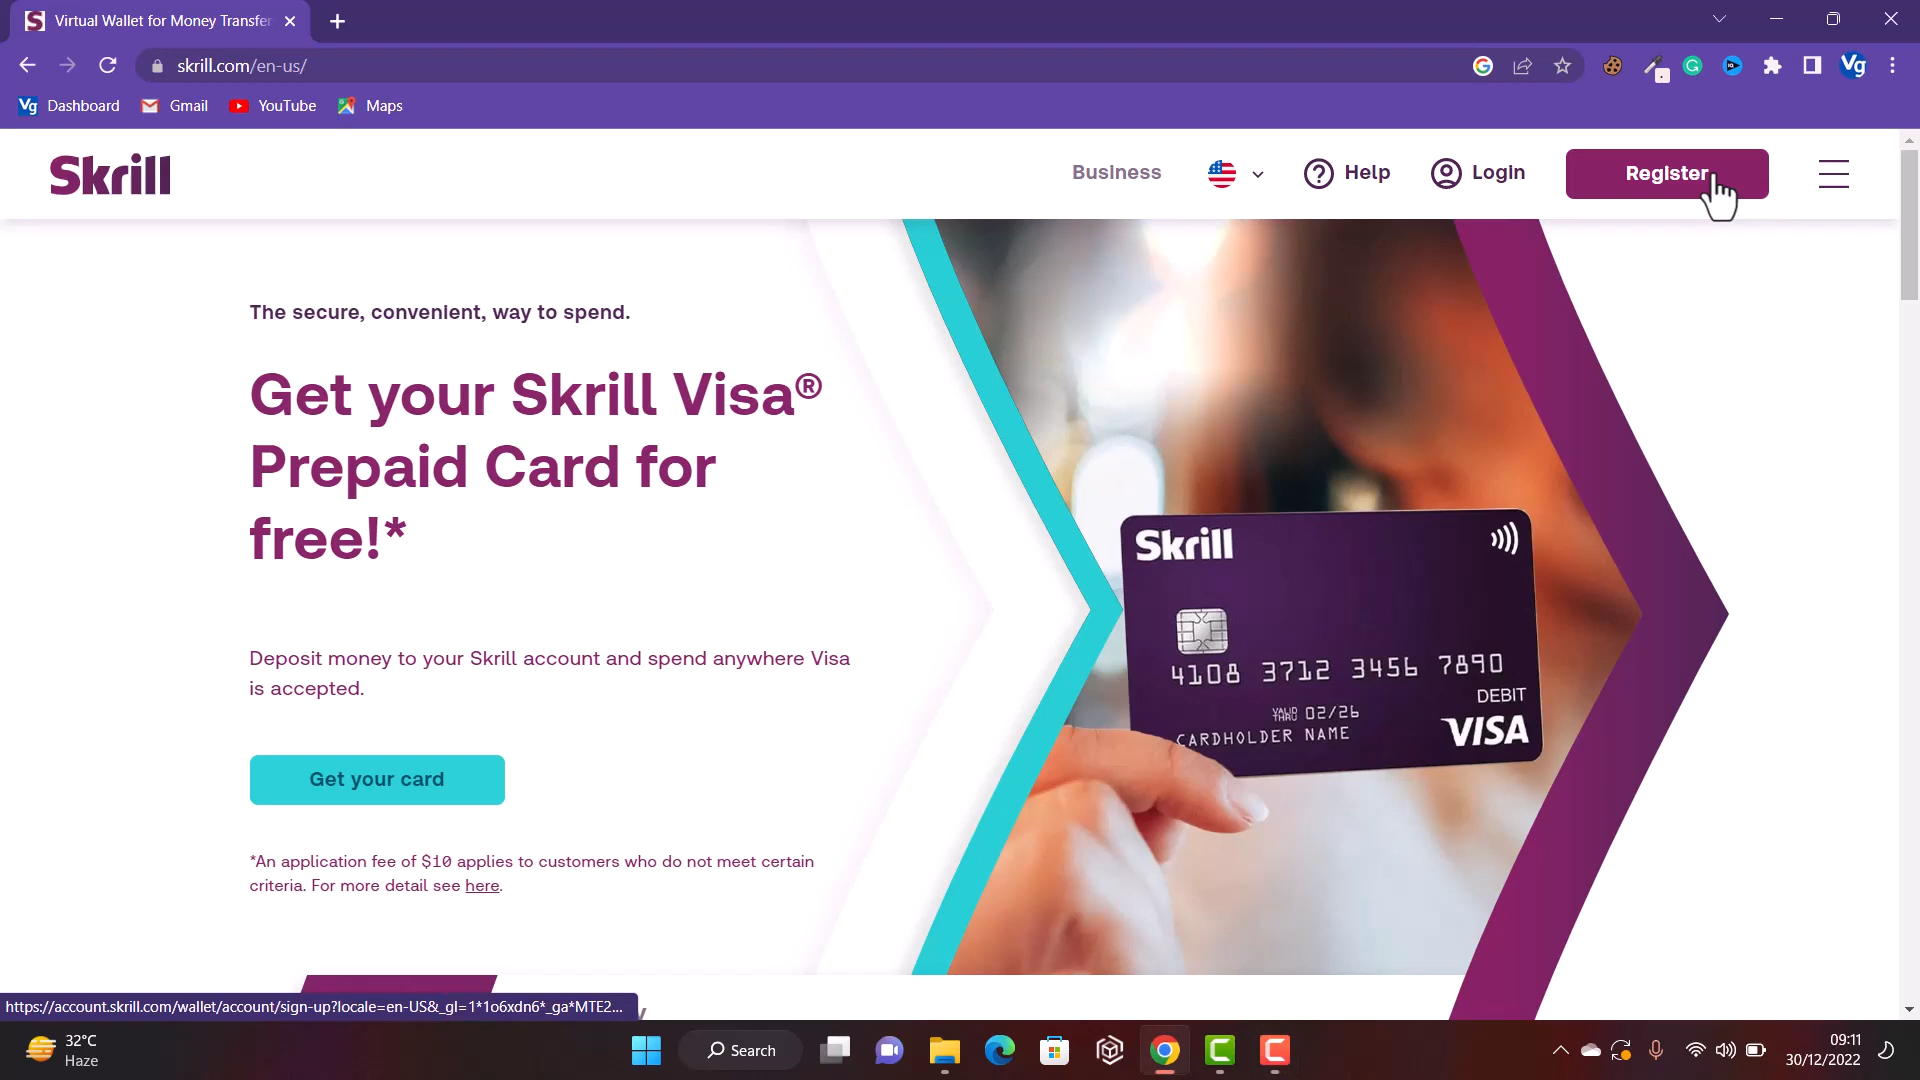 Virtual Wallet for Money Transfer
skrill.com/en-us/
Vg
Vg Dashboard
Gmail
YouTube
Maps
Skrill
Business
Help
Login
Register
The secure, convenient, way to spend.
Get your Skrill Visa®
Prepaid Card for
free!*
Deposit money to your Skrill account and spend anywhere Visa
is accepted.
Get your card
*An application fee of $10 applies to customers who do not meet certain
criteria. For more detail see here.
Skrill
4108 3712 3456 7890
DEBIT
VALID THRU 02/26
CARDHOLDER NAME
VISA
https://account.skrill.com/wallet/account/sign-up?locale=en-US&_gl=1*1o6xdn6*_ga*MTE2...
32°C
Haze
Search
09:11
30/12/2022